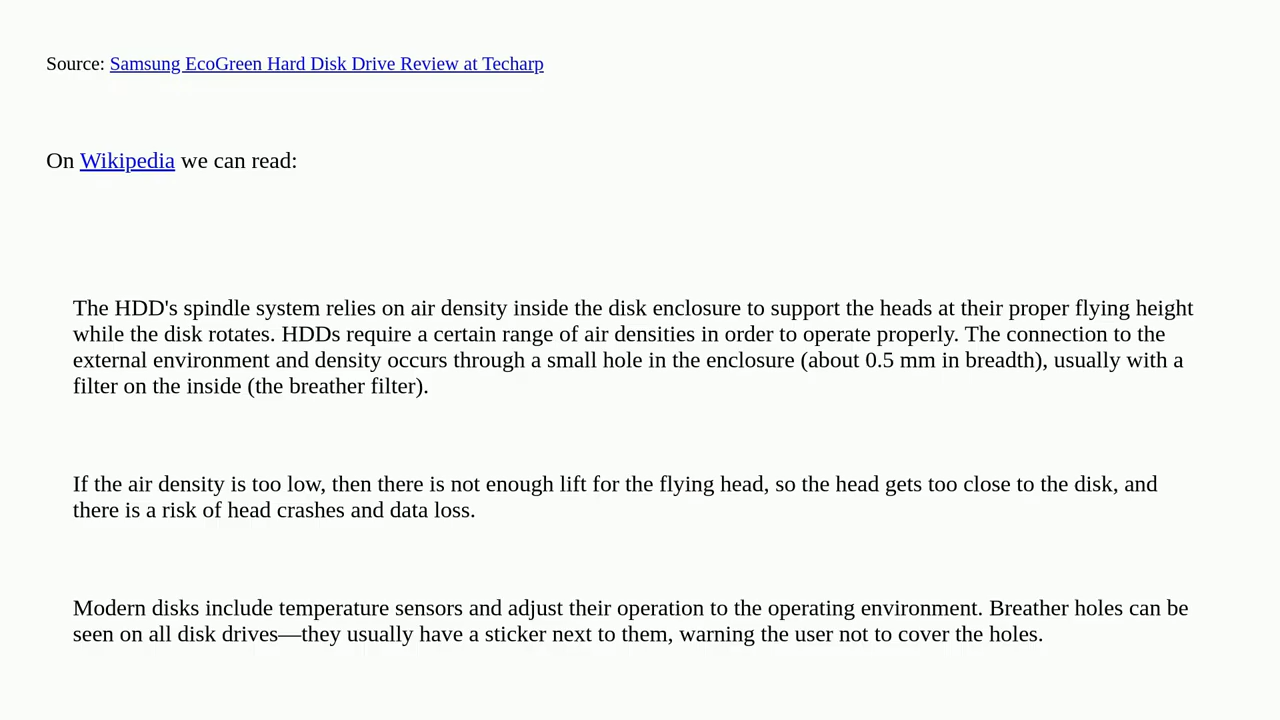 Source: Samsung EcoGreen Hard Disk Drive Review at Techarp
On Wikipedia we can read:
The HDD's spindle system relies on air density inside the disk enclosure to support the heads at their proper flying height
while the disk rotates. HDDs require a certain range of air densities in order to operate properly. The connection to the
external environment and density occurs through a small hole in the enclosure (about 0.5 mm in breadth), usually with a
filter on the inside (the breather filter).
If the air density is too low, then there is not enough lift for the flying head, so the head gets too close to the disk, and
there is a risk of head crashes and data loss.
Modern disks include temperature sensors and adjust their operation to the operating environment. Breather holes can be
seen on all disk drives—they usually have a sticker next to them, warning the user not to cover the holes.